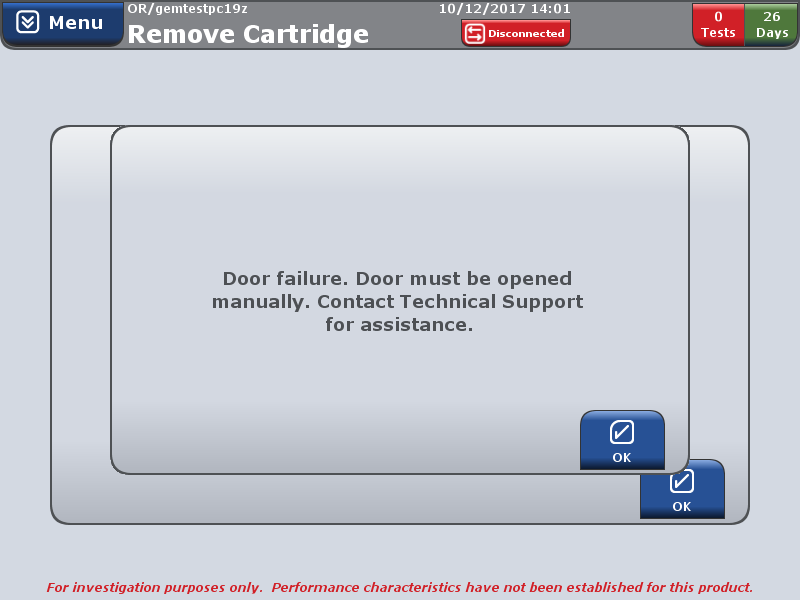 Menu
OR/gemtestpc19z
10/12/2017 14:01
Remove Cartridge
Disconnected
0
Tests
26
Days
Door failure. Door must be opened
manually. Contact Technical Support
for assistance.
OK
OK
For investigation purposes only.  Performance characteristics have not been established for this product.